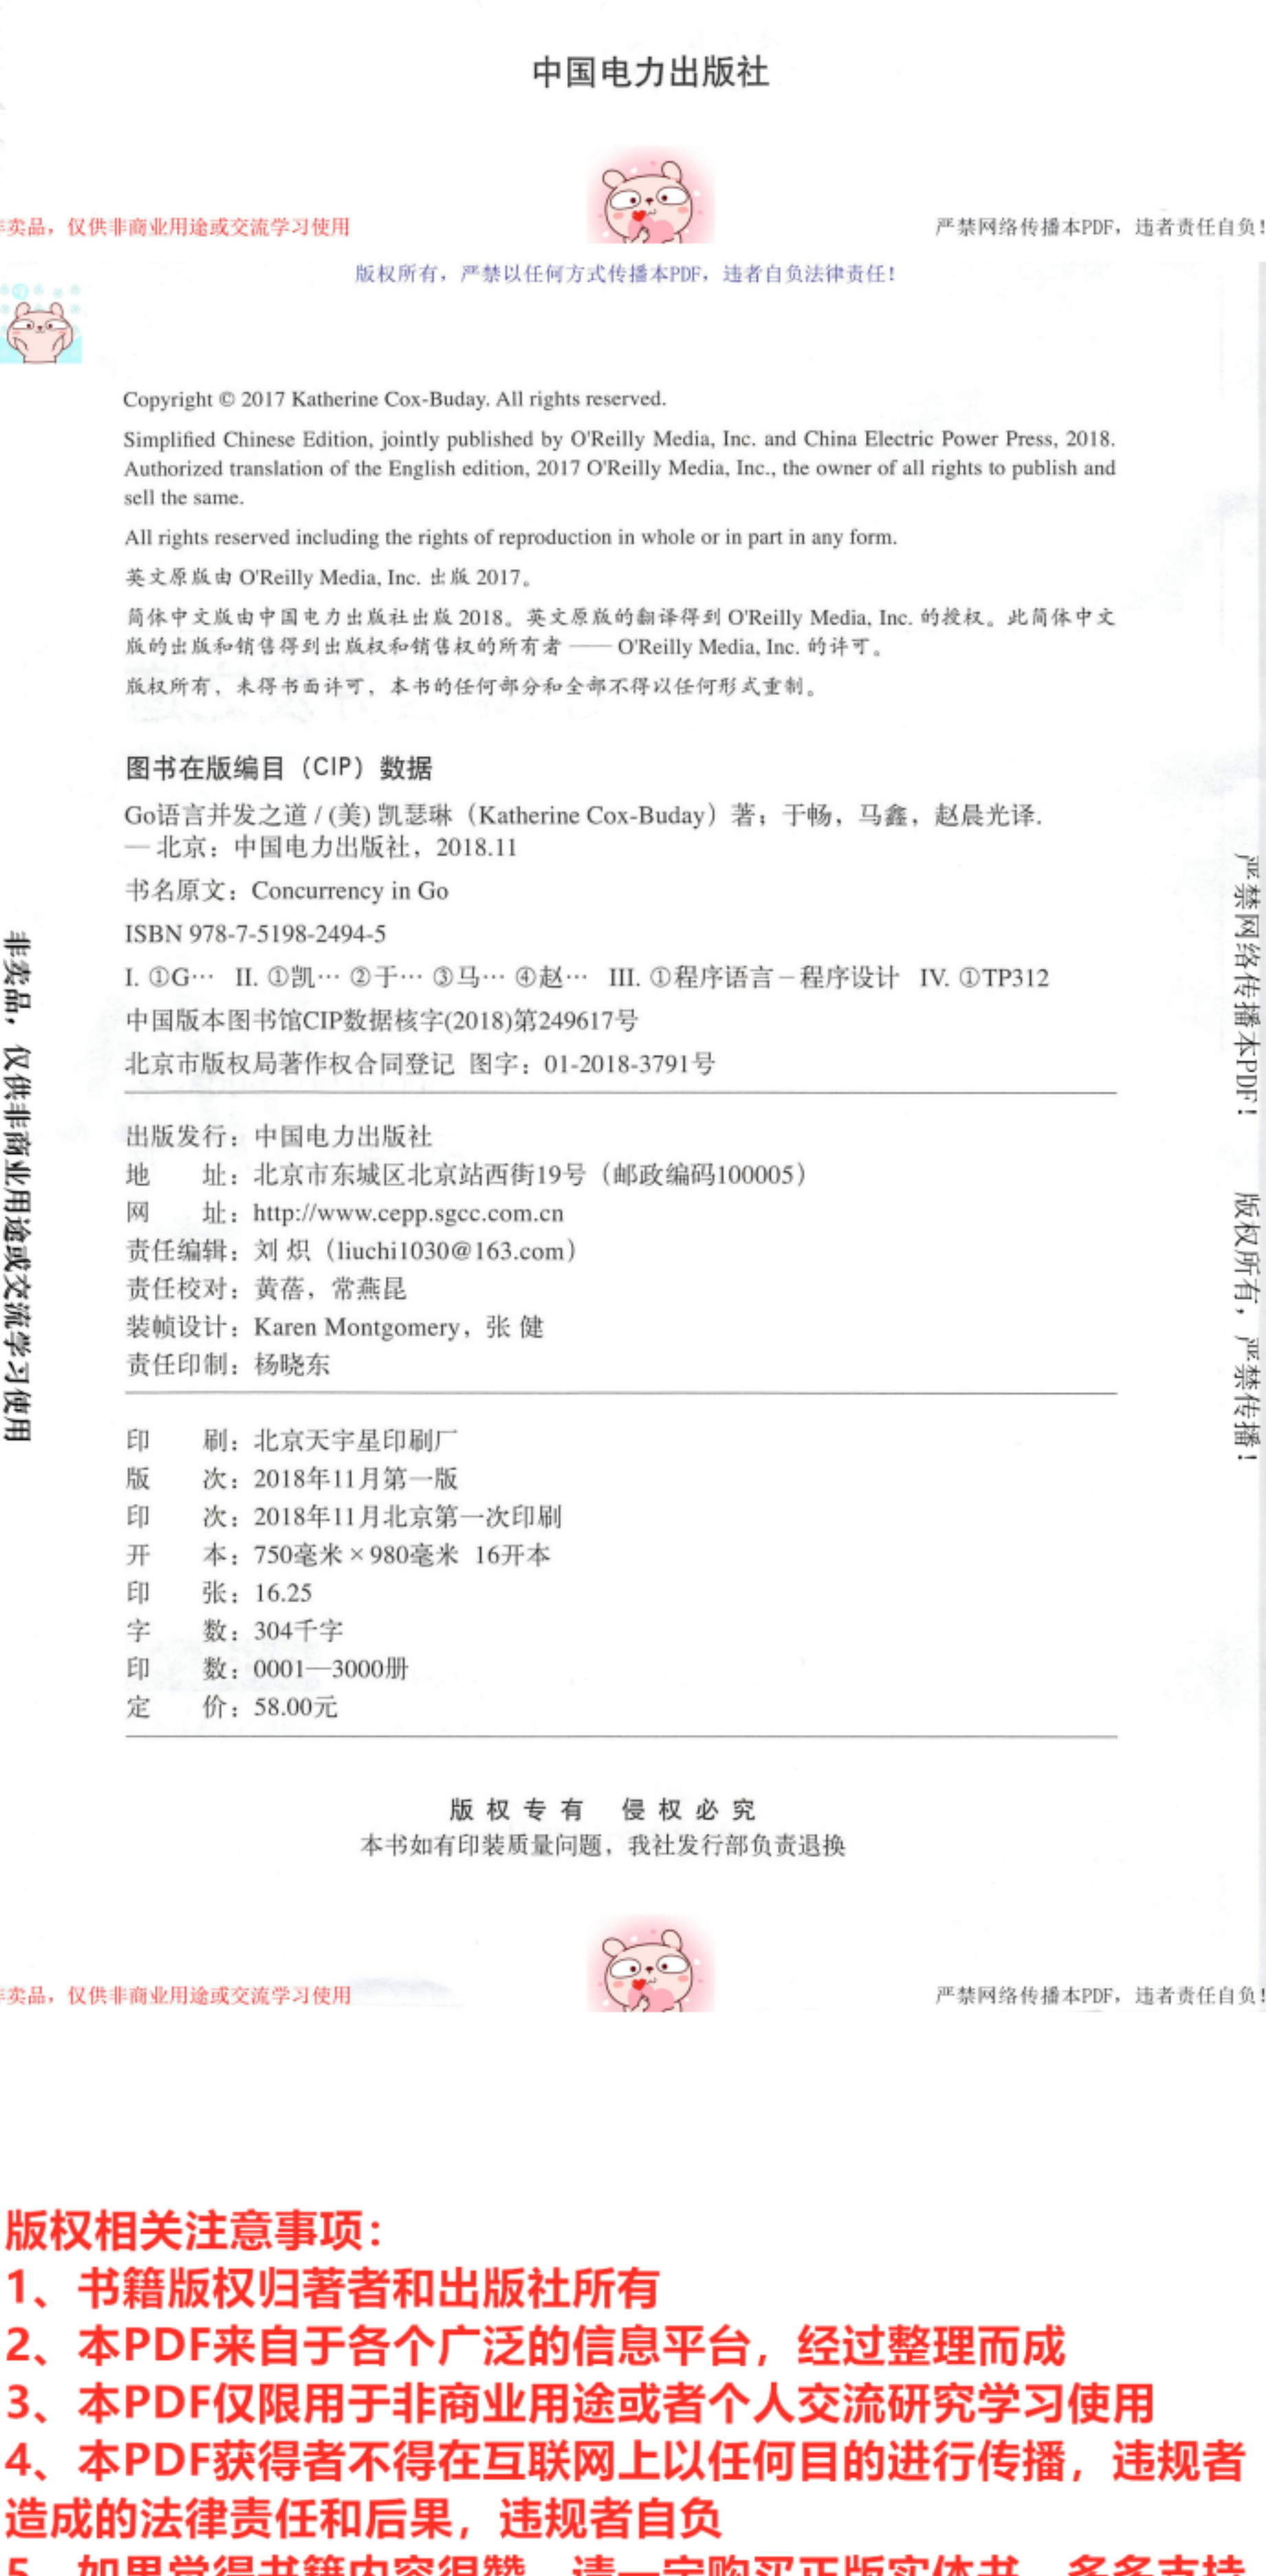 中国电力出版社
卖品，仅供非商业用途或交流学习使用
严禁网络传播本PDF，违者责任自负！
版权所有，严禁以任何方式传播本PDF，违者自负法律责任！
Copyright © 2017 Katherine Cox-Buday. All rights reserved.
Simplified Chinese Edition, jointly published by O'Reilly Media, Inc. and China Electric Power Press, 2018.
Authorized translation of the English edition, 2017 O'Reilly Media, Inc., the owner of all rights to publish and
sell the same.
All rights reserved including the rights of reproduction in whole or in part in any form.
英文原版由 O'Reilly Media, Inc. 出版 2017。
简体中文版由中国电力出版社出版 2018。英文原版的翻译得到 O'Reilly Media, Inc. 的授权。此简体中文
版的出版和销售得到出版权和销售权的所有者 —— O'Reilly Media, Inc. 的许可。
版权所有，未得书面许可，本书的任何部分和全部不得以任何形式重制。
图书在版编目（CIP）数据
Go语言并发之道 / (美) 凯瑟琳（Katherine Cox-Buday）著；于畅，马鑫，赵晨光译.
— 北京：中国电力出版社，2018.11
书名原文：Concurrency in Go
ISBN 978-7-5198-2494-5
I. ①G… II. ①凯… ②于… ③马… ④赵… III. ①程序语言－程序设计 IV. ①TP312
中国版本图书馆CIP数据核字(2018)第249617号
北京市版权局著作权合同登记 图字：01-2018-3791号
出版发行：中国电力出版社
地 址：北京市东城区北京站西街19号（邮政编码100005）
网 址：http://www.cepp.sgcc.com.cn
责任编辑：刘 炽（liuchi1030@163.com）
责任校对：黄蓓，常燕昆
装帧设计：Karen Montgomery，张 健
责任印制：杨晓东
印 刷：北京天宇星印刷厂
版 次：2018年11月第一版
印 次：2018年11月北京第一次印刷
开 本：750毫米×980毫米 16开本
印 张：16.25
字 数：304千字
印 数：0001—3000册
定 价：58.00元
版 权 专 有 侵 权 必 究
本书如有印装质量问题，我社发行部负责退换
非卖品，仅供非商业用途或交流学习使用
严禁网络传播本PDF！ 版权所有，严禁传播！
卖品，仅供非商业用途或交流学习使用
严禁网络传播本PDF，违者责任自负！
版权相关注意事项：
1、书籍版权归著者和出版社所有
2、本PDF来自于各个广泛的信息平台，经过整理而成
3、本PDF仅限用于非商业用途或者个人交流研究学习使用
4、本PDF获得者不得在互联网上以任何目的进行传播，违规者
造成的法律责任和后果，违规者自负
5、如果觉得书籍内容很赞，请一定购买正版实体书，多多支持